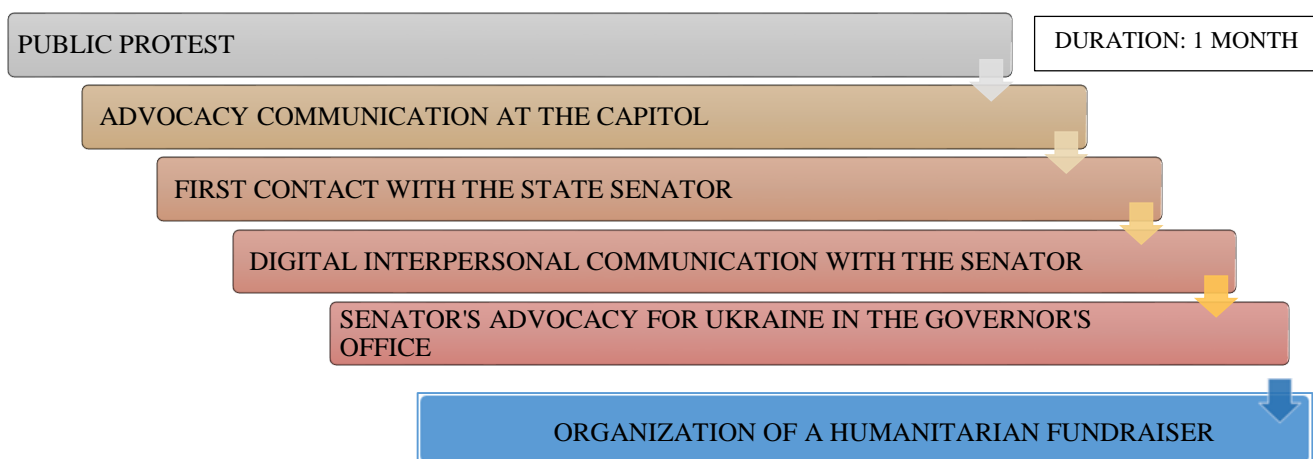 PUBLIC PROTEST
DURATION: 1 MONTH
ADVOCACY COMMUNICATION AT THE CAPITOL
FIRST CONTACT WITH THE STATE SENATOR
DIGITAL INTERPERSONAL COMMUNICATION WITH THE SENATOR
SENATOR'S ADVOCACY FOR UKRAINE IN THE GOVERNOR'S
OFFICE
ORGANIZATION OF A HUMANITARIAN FUNDRAISER